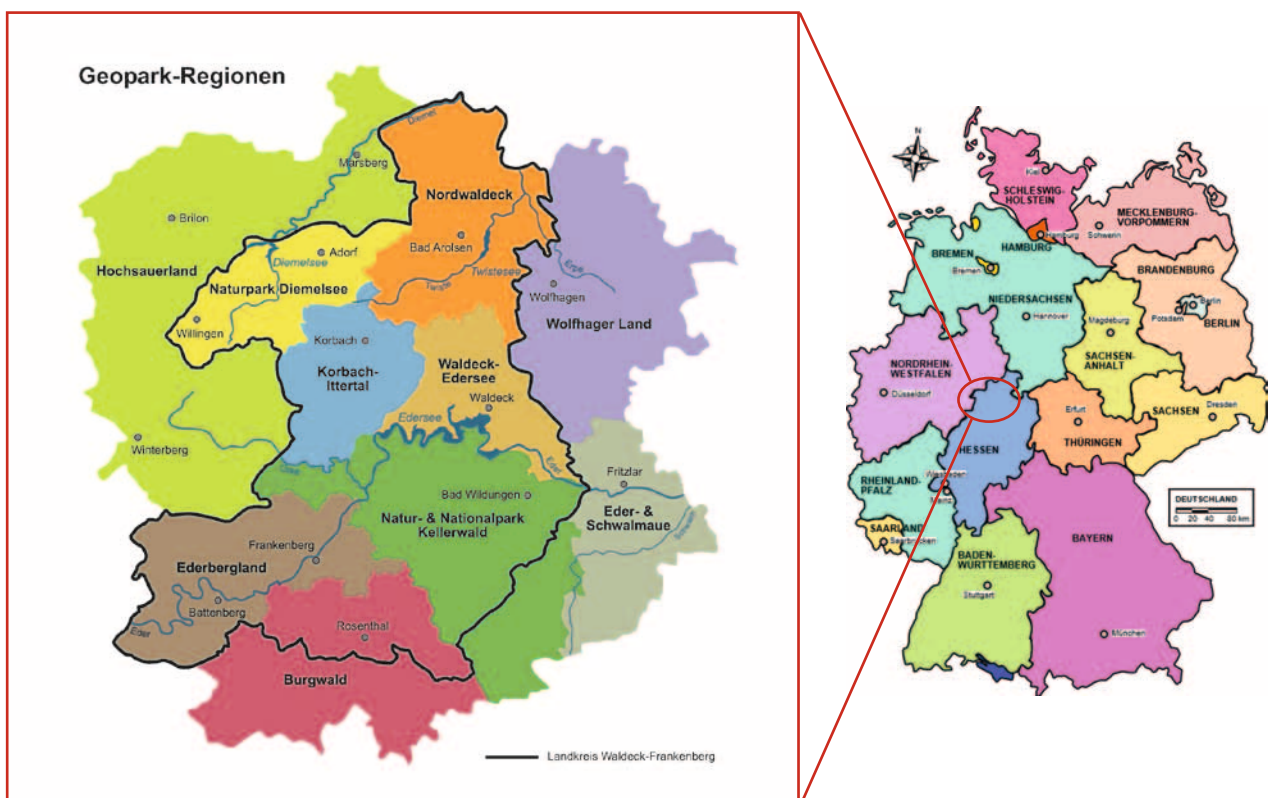 Geopark-Regionen
Diemel
Marsberg
Nordwaldeck
Brilon
Bad Arolsen
Adorf
Hochsauerland
Diemelsee
Twistesee
Erpe
Naturpark Diemelsee
Twiste
Wolfhagen
Willingen
Wolfhager Land
Korbach
Korbach-
Ittertal
Waldeck-
Edersee
Waldeck
Edersee
Winterberg
Eder
Fritzlar
Bad Wildungen
Eder- &
Schwalmaue
Natur- & Nationalpark
Kellerwald
Frankenberg
Ederbergland
Battenberg
Eder
Rosenthal
Burgwald
Landkreis Waldeck-Frankenberg
N
Kiel
SCHLESWIG-
HOLSTEIN
MECKLENBURG-
VORPOMMERN
Schwerin
Hamburg
HAMBURG
BREMEN
Bremen
BRANDENBURG
NIEDERSACHSEN
Hannover
Berlin
Potsdam
BERLIN
Magdeburg
SACHSEN-
ANHALT
NORDRHEIN-
WESTFALEN
Düsseldorf
Erfurt
Dresden
SACHSEN
THÜRINGEN
HESSEN
Wiesbaden
Mainz
RHEINLAND-
PFALZ
DEUTSCHLAND
0 20 40 80 km
SAARLAND
Saarbrücken
BADEN-
WÜRTTEMBERG
BAYERN
Stuttgart
München